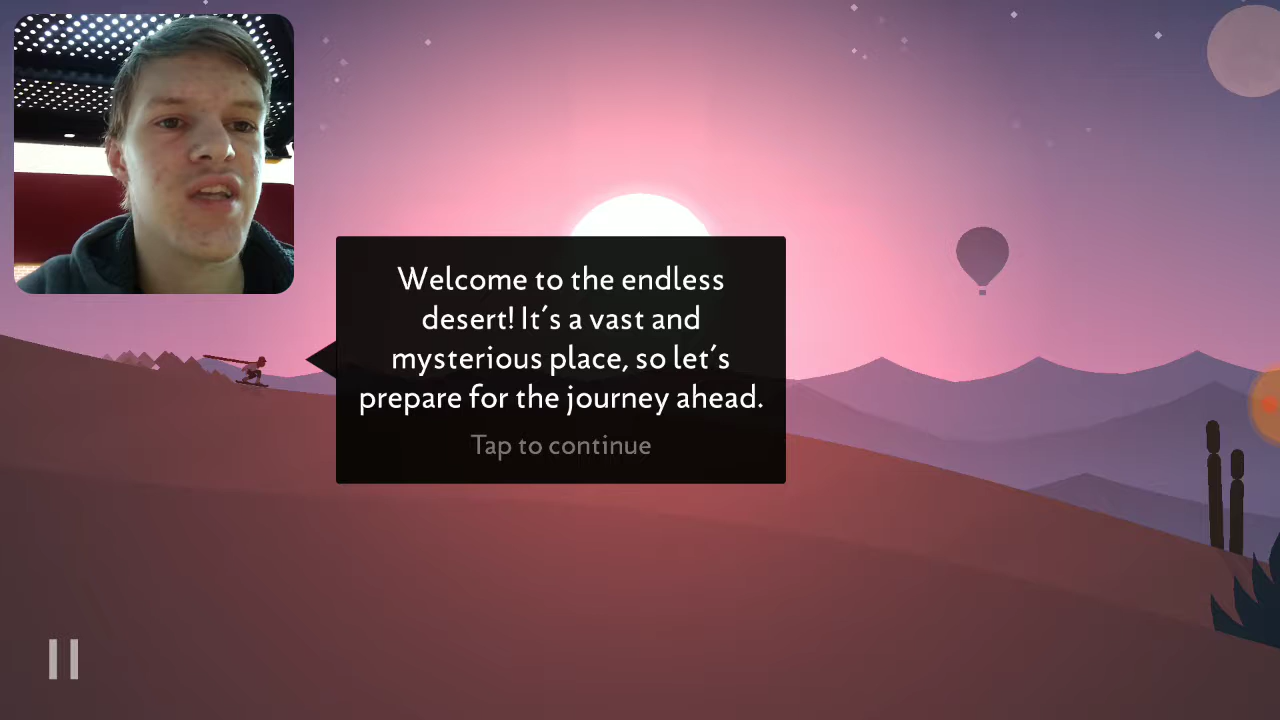 Welcome to the endless
desert! It's a vast and
mysterious place, so let's
prepare for the journey ahead.
Tap to continue